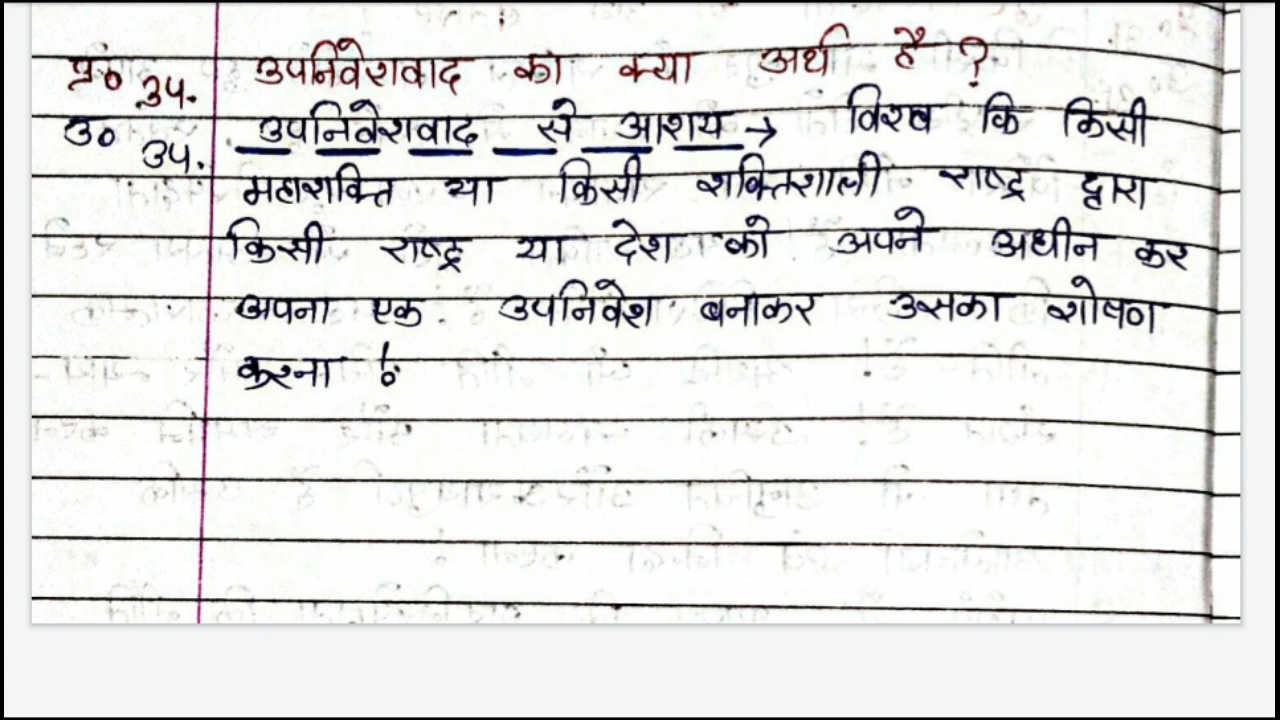 प्र० 34. उपनिवेशवाद का क्या अर्थ है ?
उ० 34. उपनिवेशवाद से आशय → विश्व कि किसी
महाशक्ति या किसी शक्तिशाली राष्ट्र द्वारा
किसी राष्ट्र या देश को अपने अधीन कर
अपना एक उपनिवेश बनाकर उसका शोषण
करना ।